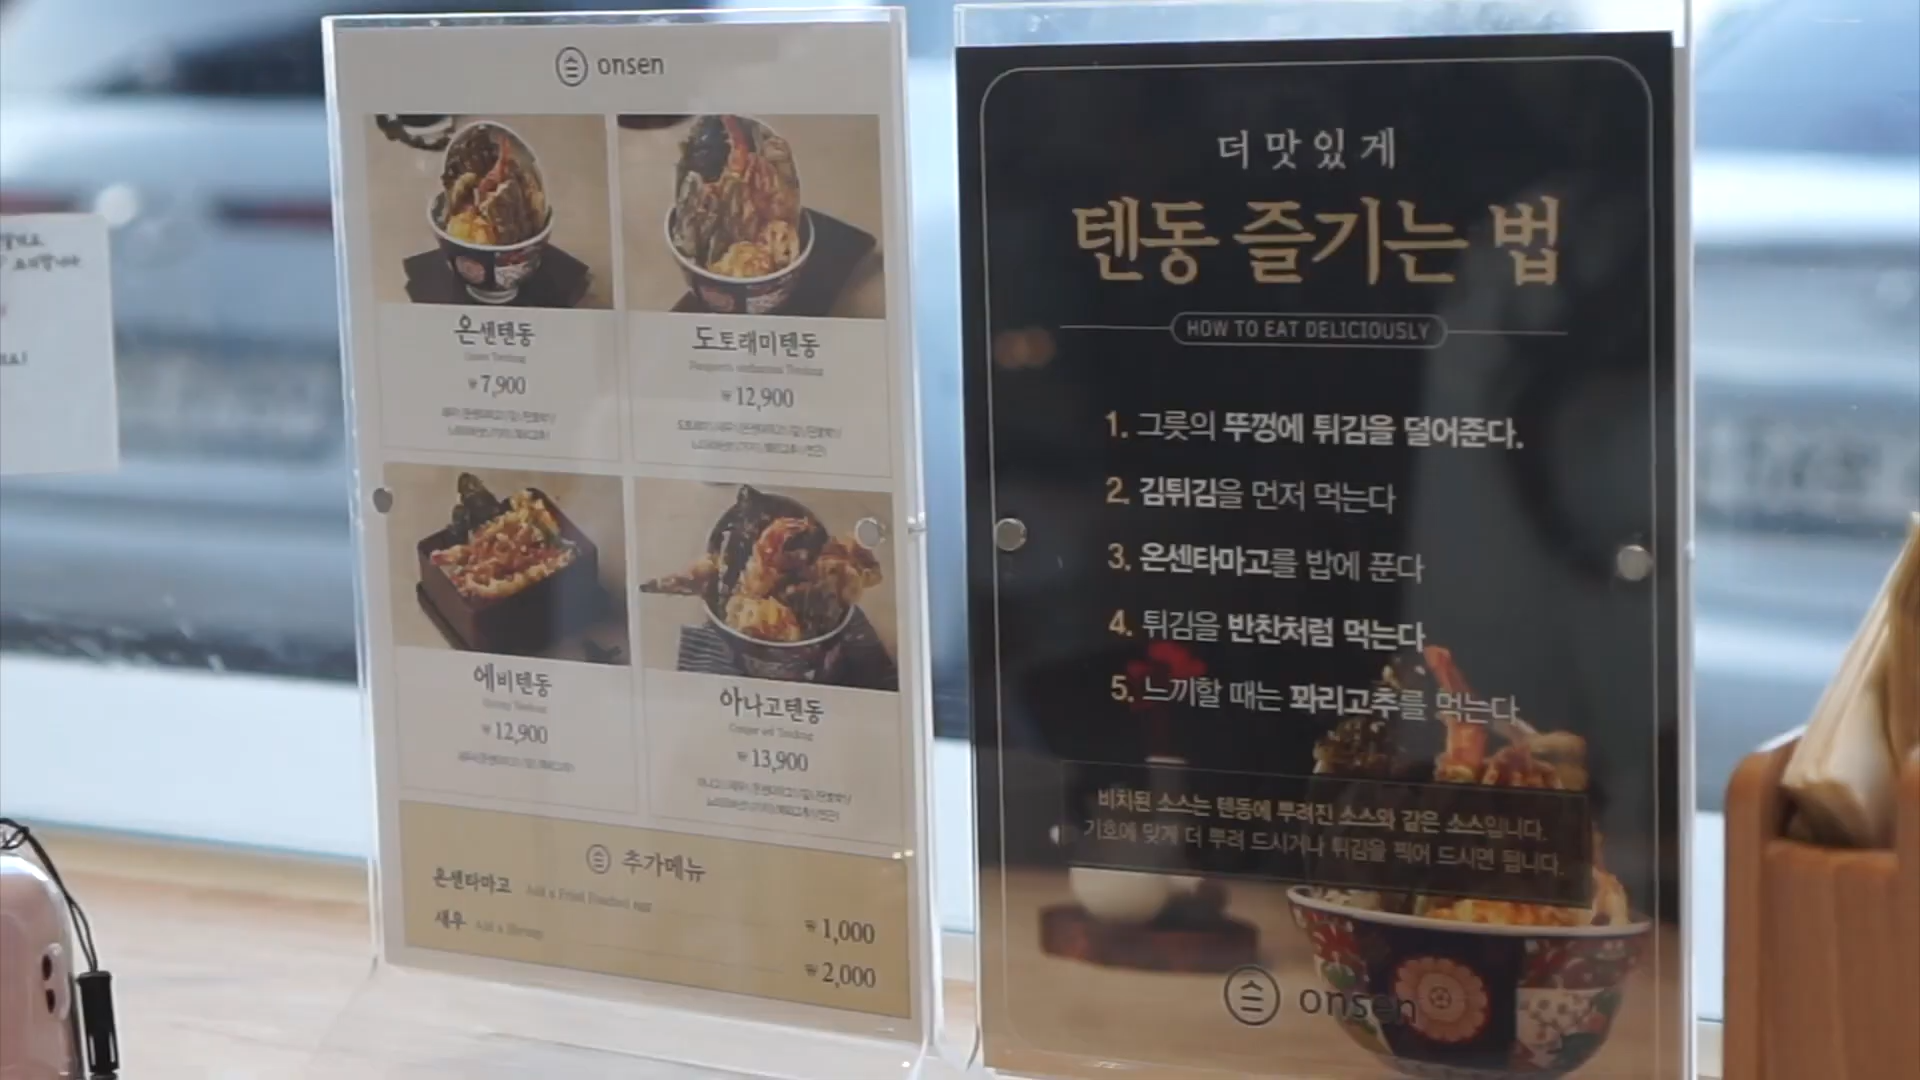 onsen
온센텐동
₩7,900
도토래미텐동
₩12,900
에비텐동
₩12,900
아나고텐동
Conger eel Tendong
₩13,900
추가메뉴
온센타마고
₩1,000
새우 Add a Shrimp
₩2,000
더 맛있게
텐동 즐기는 법
HOW TO EAT DELICIOUSLY
1. 그릇의 뚜껑에 튀김을 덜어준다.
2. 김튀김을 먼저 먹는다
3. 온센타마고를 밥에 푼다
4. 튀김을 반찬처럼 먹는다
5. 느끼할 때는 꽈리고추를 먹는다
비치된 소스는 텐동에 뿌려진 소스와 같은 소스입니다.
기호에 맞게 더 뿌려 드시거나 튀김을 찍어 드시면 됩니다.
onsen